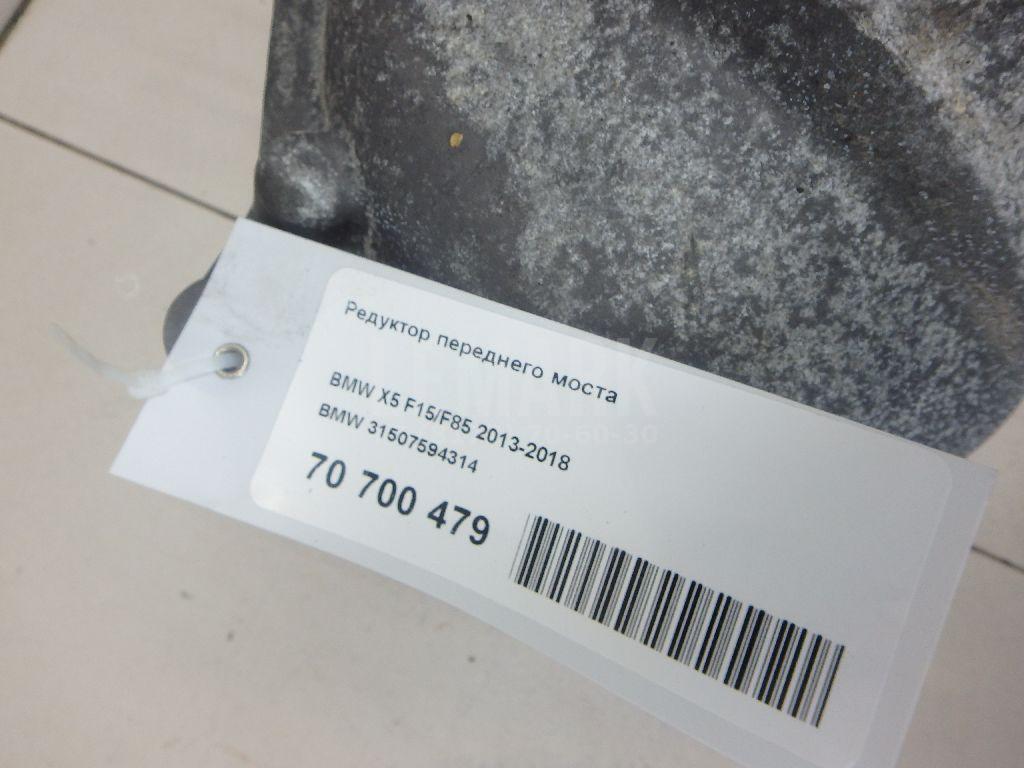 Редуктор переднего моста
BMW X5 F15/F85 2013-2018
BMW 31507594314
70 700 479